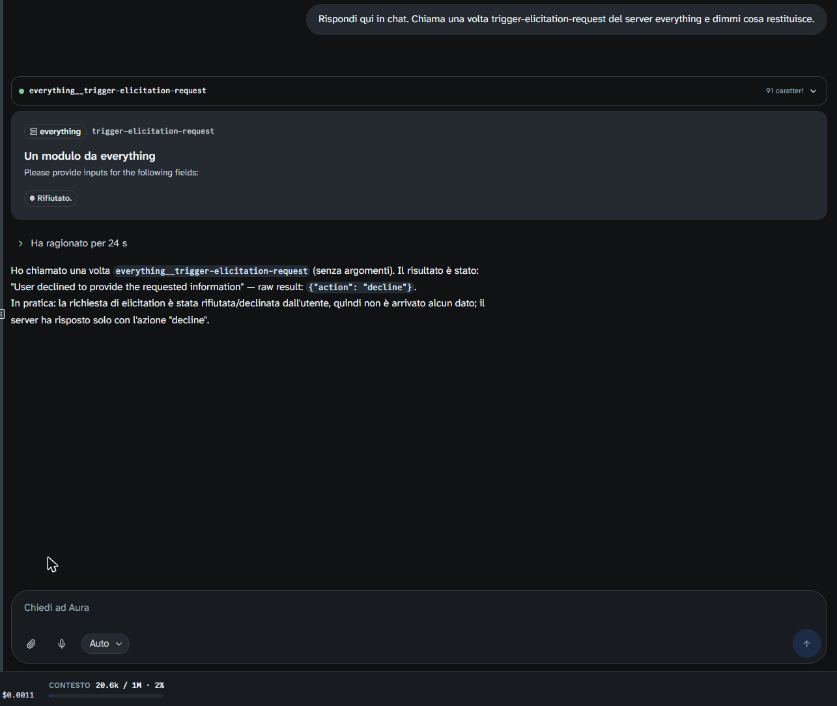 Rispondi qui in chat. Chiama una volta trigger-elicitation-request del server everything e dimmi cosa restituisce.
everything__trigger-elicitation-request
91 caratteri
everything trigger-elicitation-request
Un modulo da everything
Please provide inputs for the following fields:
Rifiutato.
Ha ragionato per 24 s
Ho chiamato una volta everything__trigger-elicitation-request (senza argomenti). Il risultato è stato:
"User declined to provide the requested information" — raw result: {"action": "decline"}.
In pratica: la richiesta di elicitation è stata rifiutata/declinata dall'utente, quindi non è arrivato alcun dato; il
server ha risposto solo con l'azione "decline".
Chiedi ad Aura
Auto
CONTESTO 20.6k / 1M · 2%
$0.0011